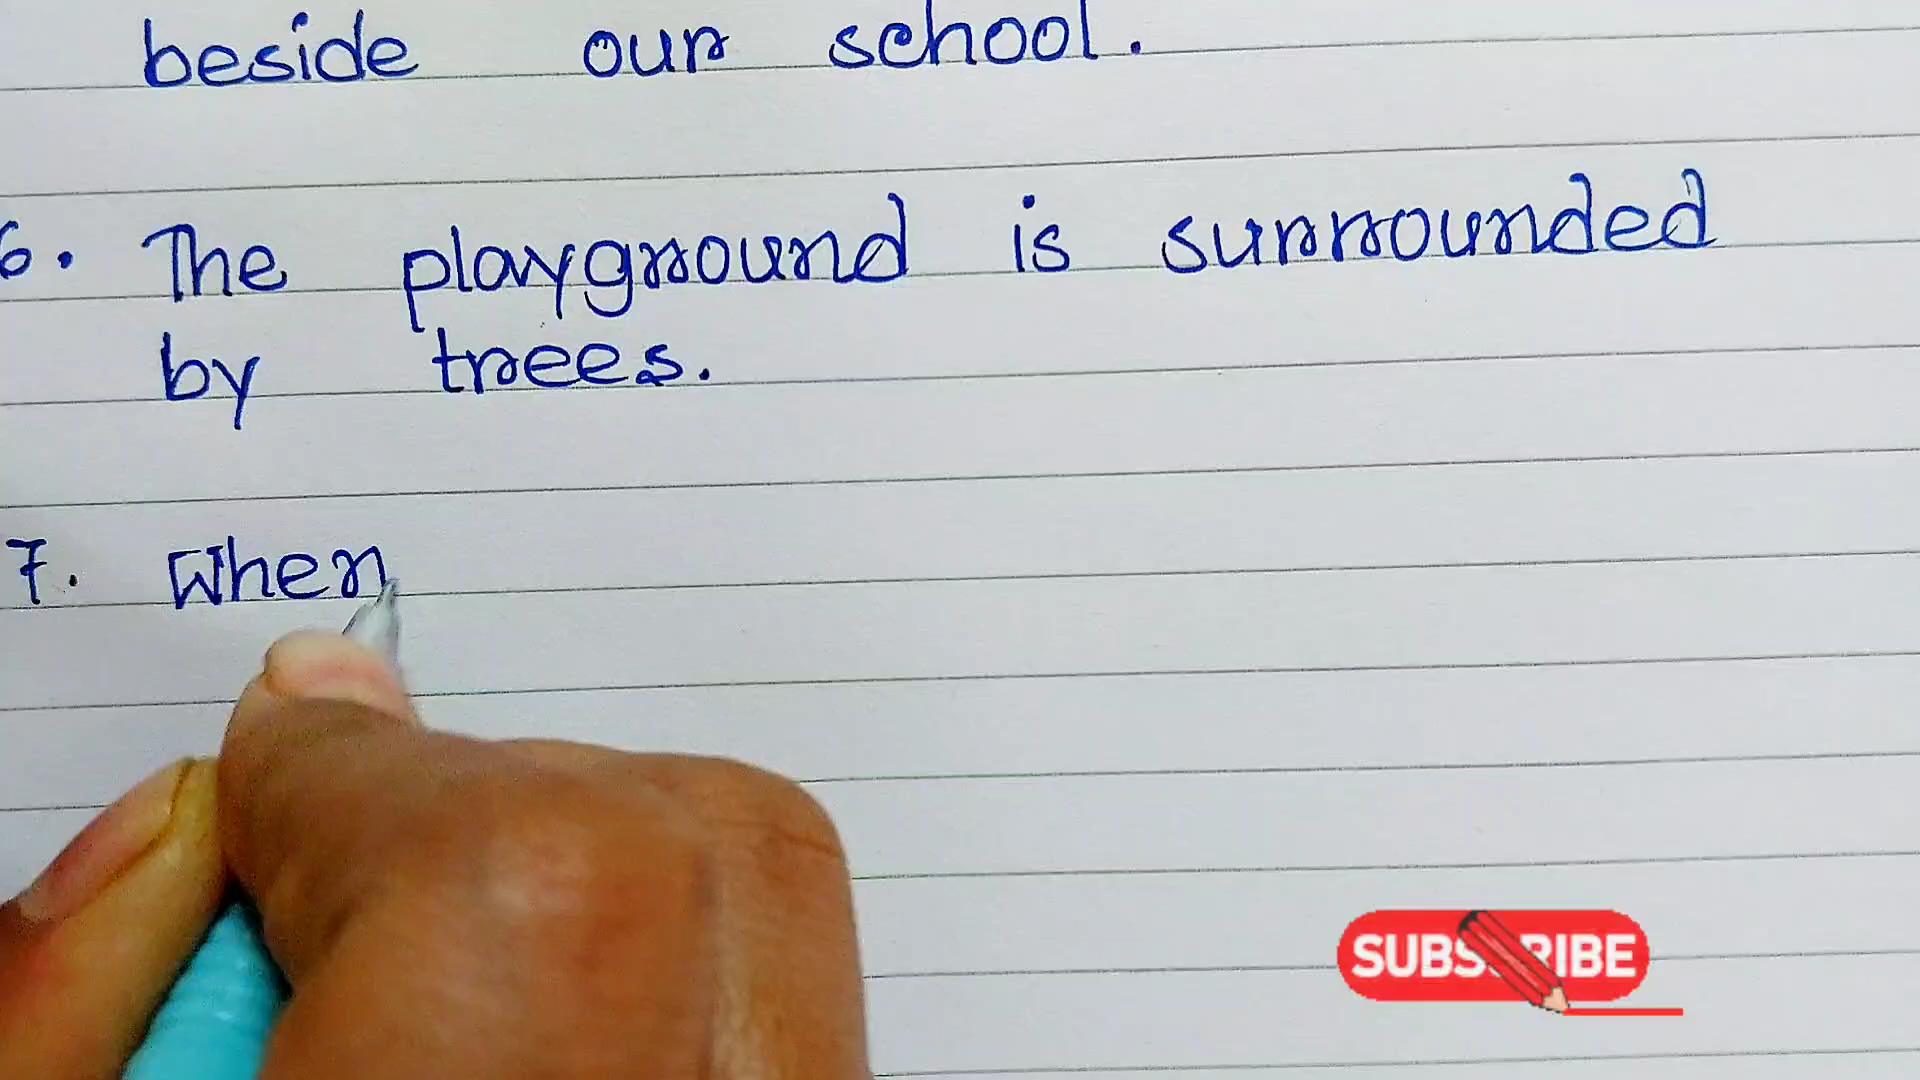 beside our school.
6. The playground is surrounded
by trees.
7. When
SUBSCRIBE